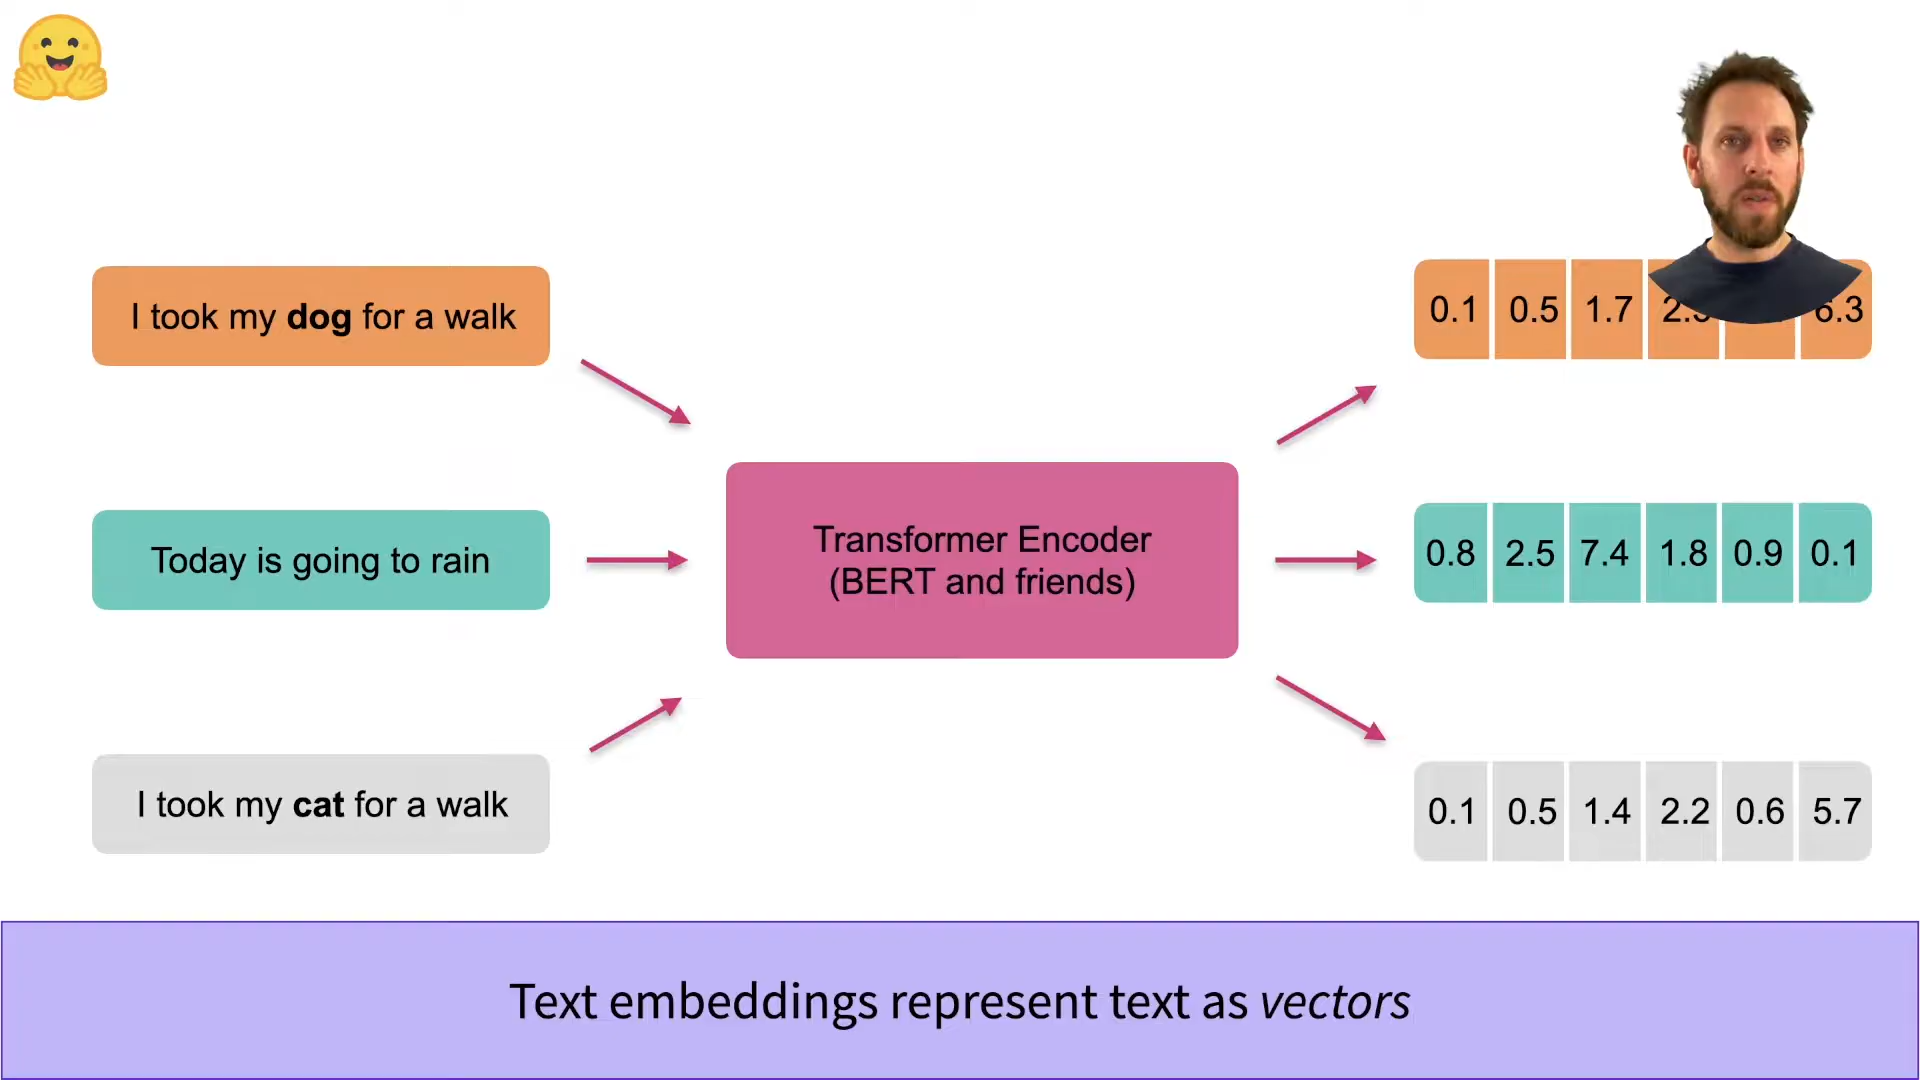 I took my dog for a walk
0.1 0.5 1.7 6.3
Today is going to rain
Transformer Encoder
(BERT and friends)
0.8 2.5 7.4 1.8 0.9 0.1
I took my cat for a walk
0.1 0.5 1.4 2.2 0.6 5.7
Text embeddings represent text as vectors